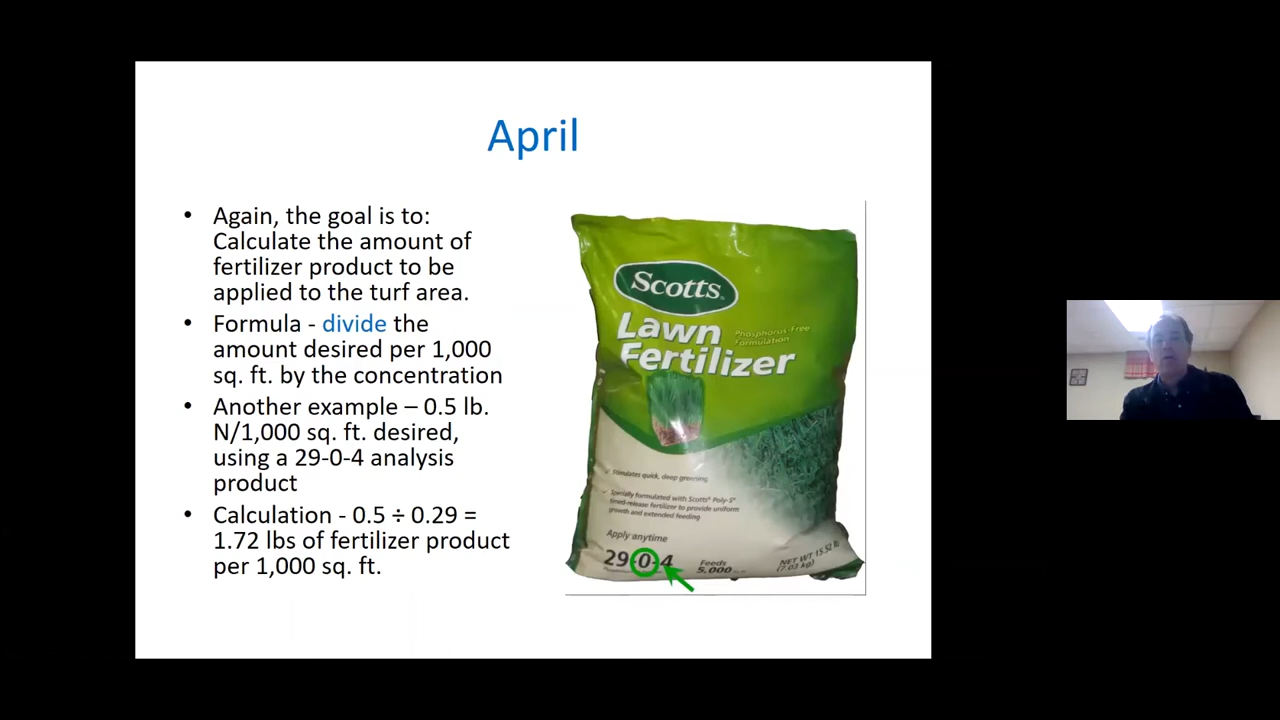 April
• Again, the goal is to:
Calculate the amount of
fertilizer product to be
applied to the turf area.
• Formula - divide the
amount desired per 1,000
sq. ft. by the concentration
• Another example – 0.5 lb.
N/1,000 sq. ft. desired,
using a 29-0-4 analysis
product
• Calculation - 0.5 ÷ 0.29 =
1.72 lbs of fertilizer product
per 1,000 sq. ft.
Scotts
Lawn
Fertilizer
Phosphorus-Free
Formulation
Stimulates quick, deep greening
Specially formulated with Scotts® Poly-S®
timed-release fertilizer to provide uniform
growth and extended feeding
Apply anytime
29-0-4
Feeds
5,000
NET WT 15.52 lb
(7.03 kg)